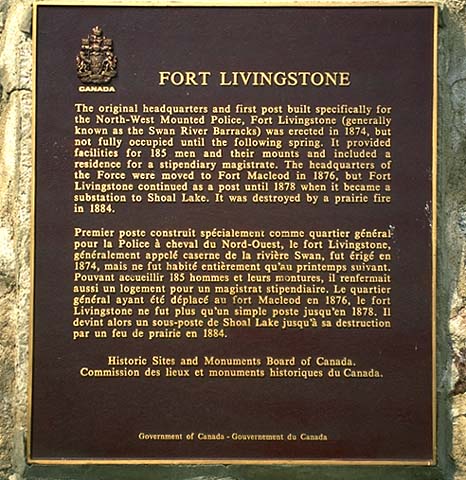 CANADA
FORT LIVINGSTONE
The original headquarters and first post built specifically for
the North-West Mounted Police, Fort Livingstone (generally
known as the Swan River Barracks) was erected in 1874, but
not fully occupied until the following spring. It provided
facilities for 185 men and their mounts and included a
residence for a stipendiary magistrate. The headquarters of
the Force were moved to Fort Macleod in 1876, but Fort
Livingstone continued as a post until 1878 when it became a
substation to Shoal Lake. It was destroyed by a prairie fire
in 1884.
Premier poste construit spécialement comme quartier général
pour la Police à cheval du Nord-Ouest, le fort Livingstone,
généralement appelé caserne de la rivière Swan, fut érigé en
1874, mais ne fut habité entièrement qu'au printemps suivant.
Pouvant accueillir 185 hommes et leurs montures, il renfermait
aussi un logement pour un magistrat stipendiaire. Le quartier
général ayant été déplacé au fort Macleod en 1876, le fort
Livingstone ne fut plus qu'un simple poste jusqu'en 1878. Il
devint alors un sous-poste de Shoal Lake jusqu'à sa destruction
par un feu de prairie en 1884.
Historic Sites and Monuments Board of Canada.
Commission des lieux et monuments historiques du Canada.
Government of Canada - Gouvernement du Canada